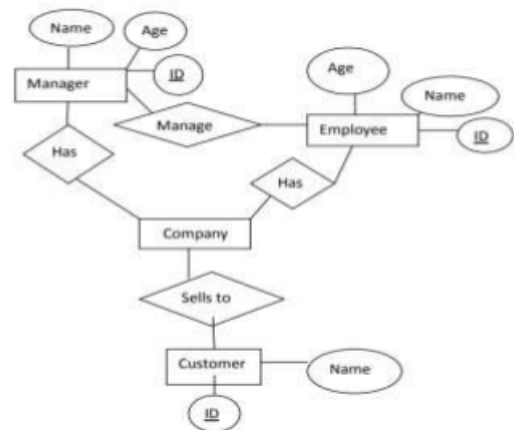 Name
Age
Manager
ID
Age
Name
Manage
Employee
ID
Has
Has
Company
Sells to
Customer
Name
ID